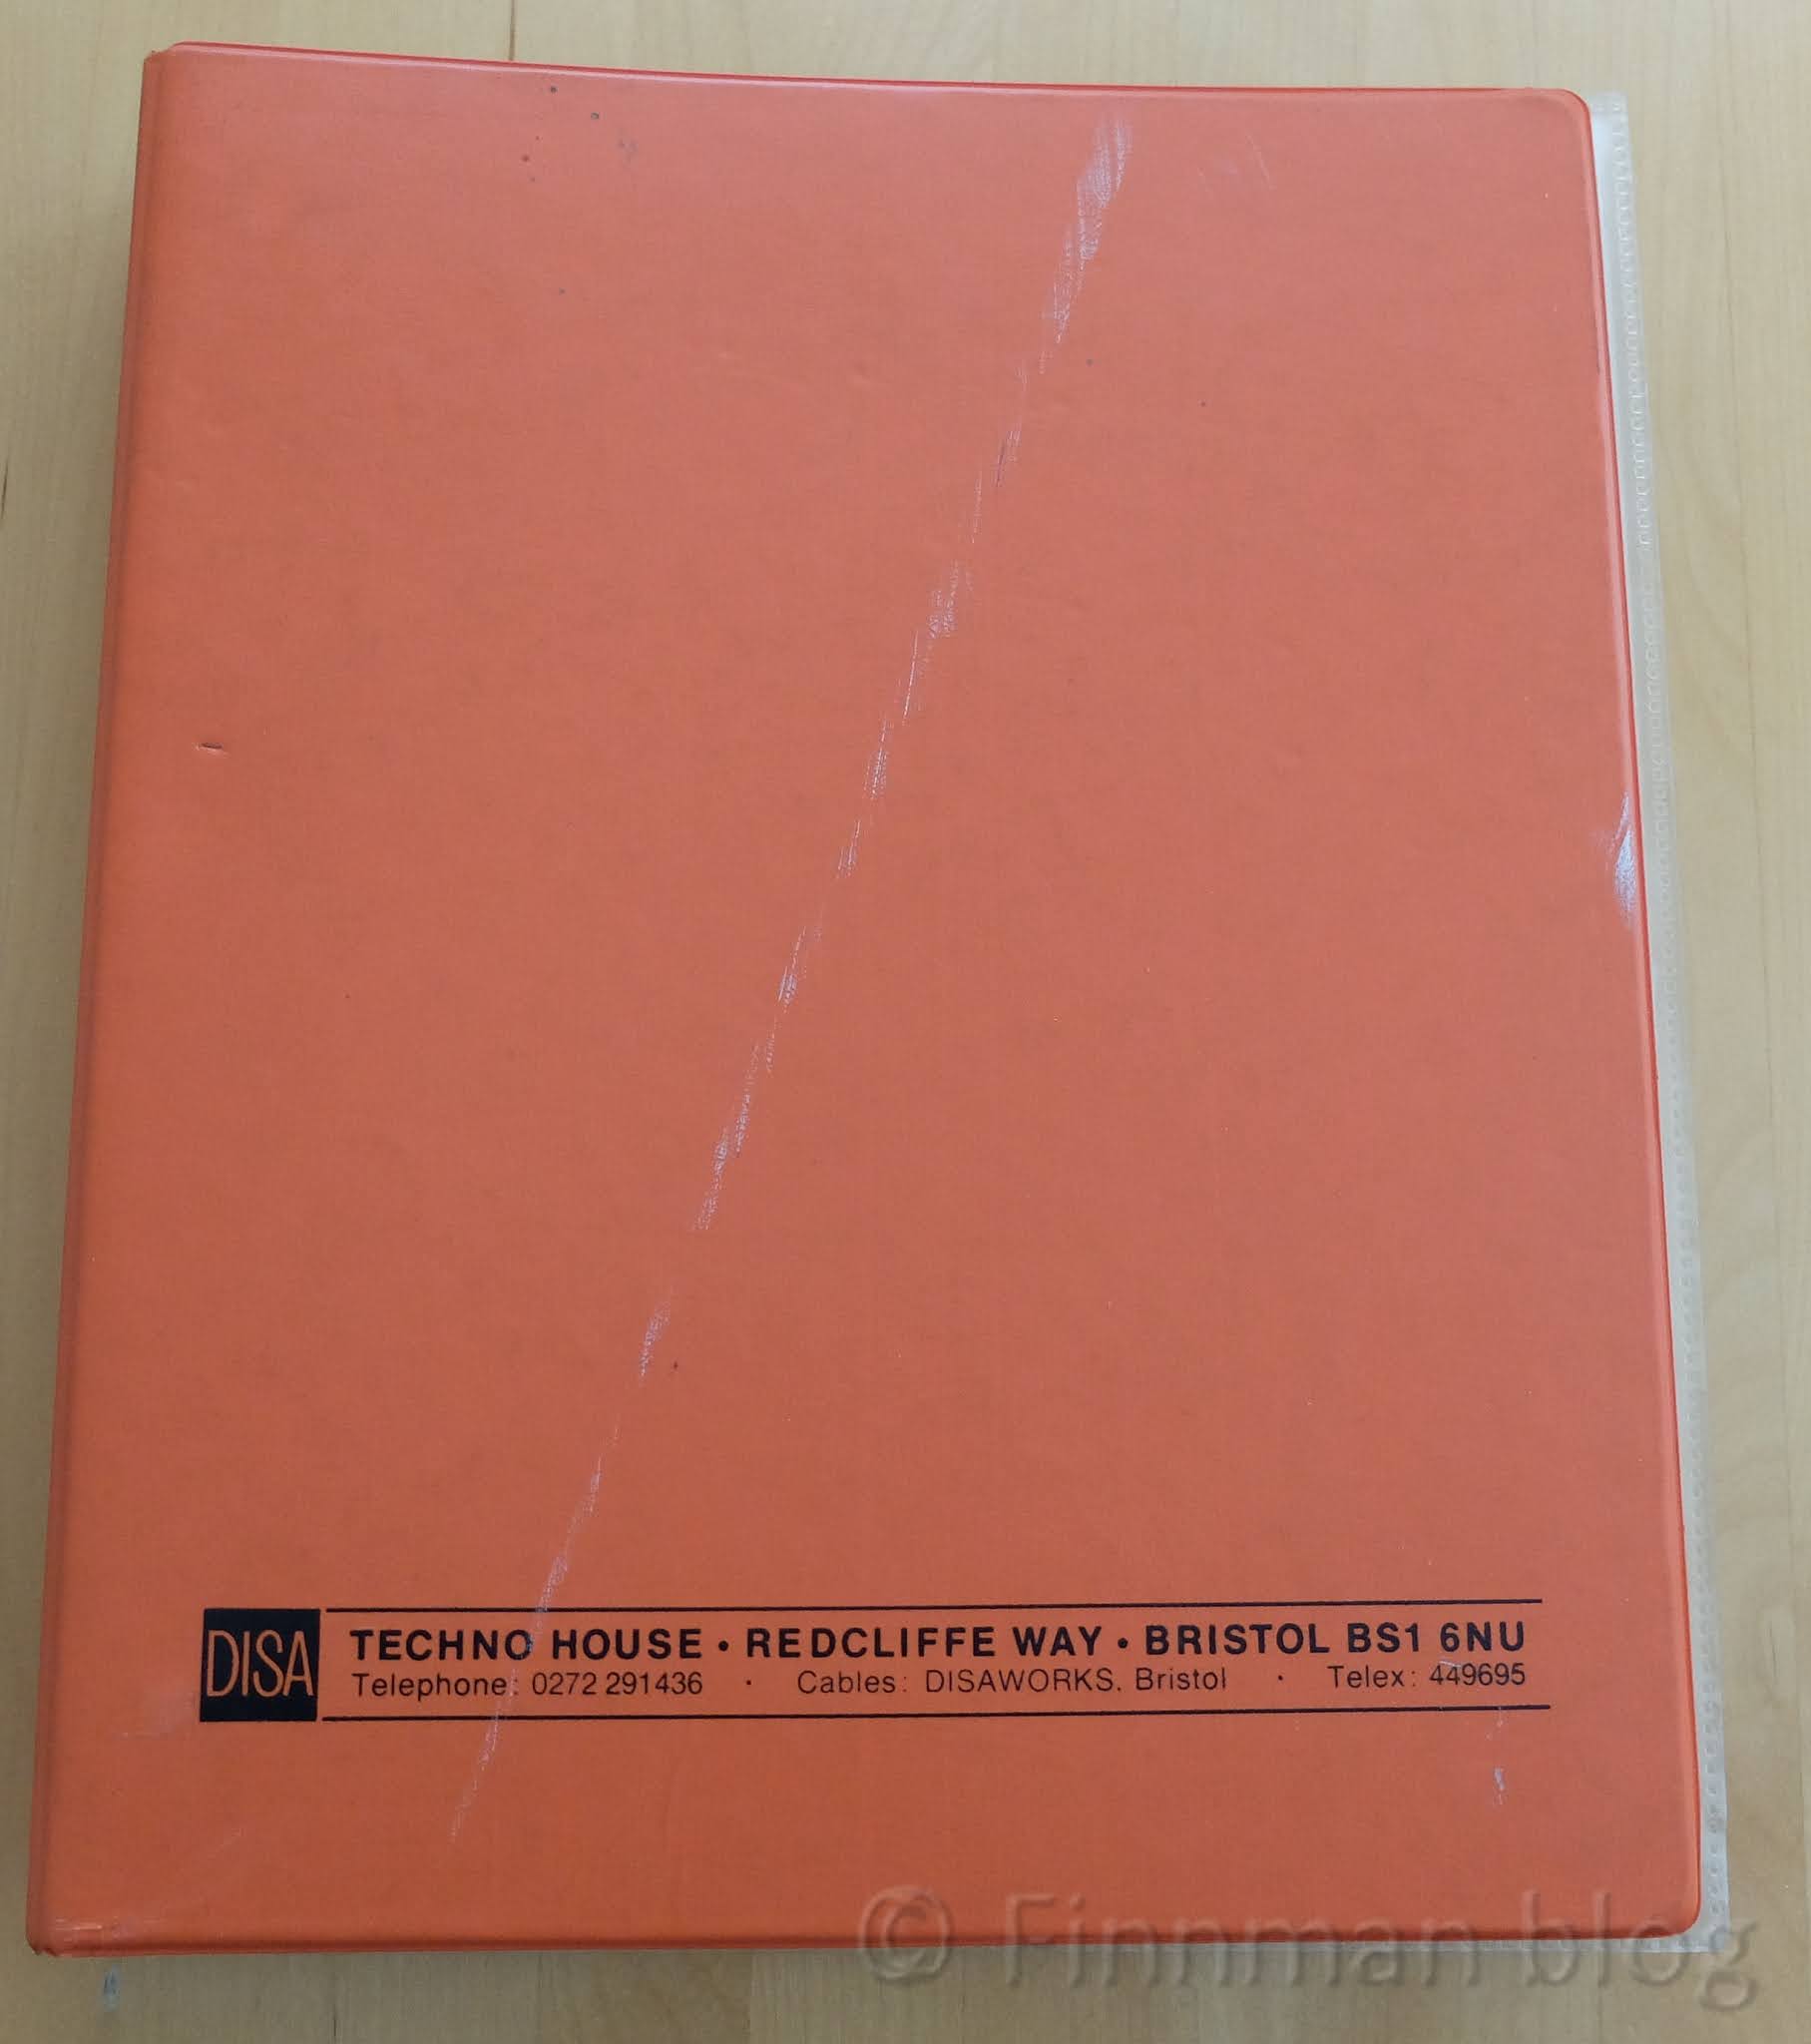 DISA
TECHNO HOUSE • REDCLIFFE WAY • BRISTOL BS1 6NU
Telephone: 0272 291436 · Cables: DISAWORKS. Bristol · Telex: 449695
© Finnman blog